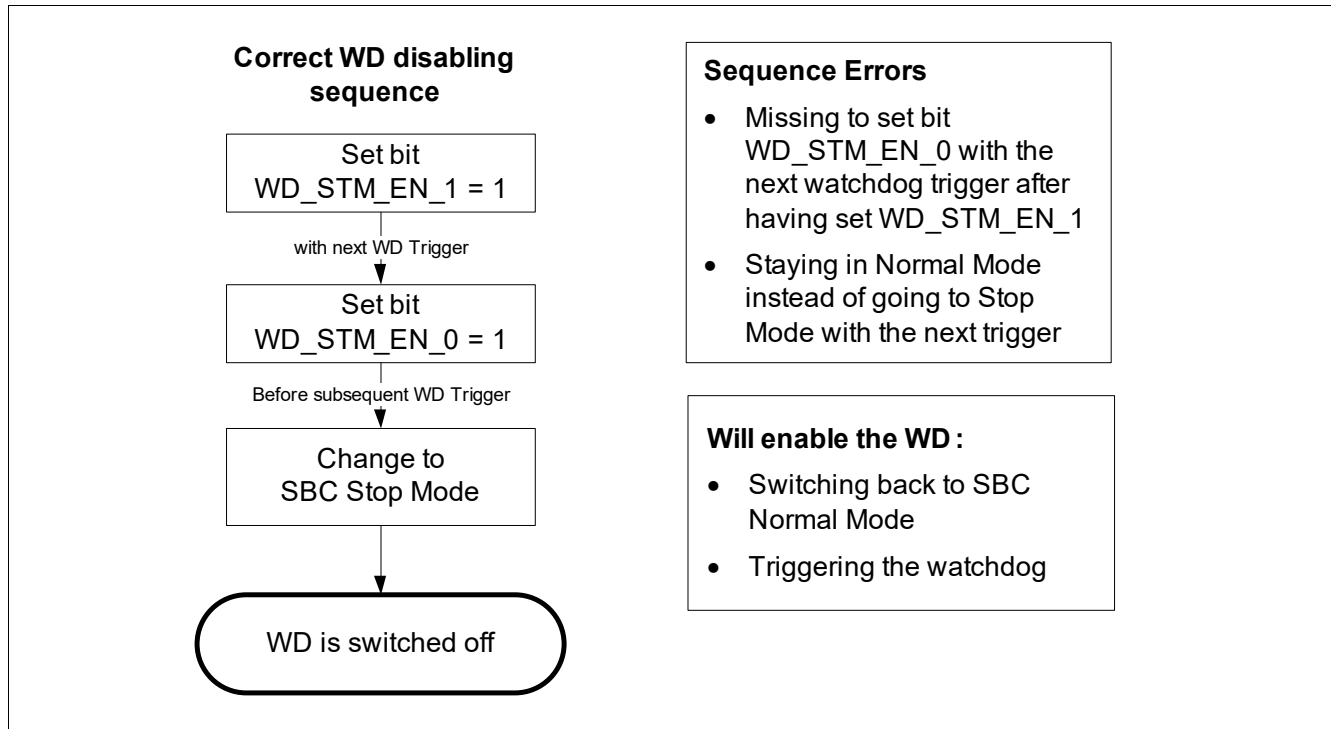 Correct WD disabling
sequence
Set bit
WD_STM_EN_1 = 1
with next WD Trigger
Set bit
WD_STM_EN_0 = 1
Before subsequent WD Trigger
Change to
SBC Stop Mode
WD is switched off
Sequence Errors
• Missing to set bit
WD_STM_EN_0 with the
next watchdog trigger after
having set WD_STM_EN_1
• Staying in Normal Mode
instead of going to Stop
Mode with the next trigger
Will enable the WD :
• Switching back to SBC
Normal Mode
• Triggering the watchdog